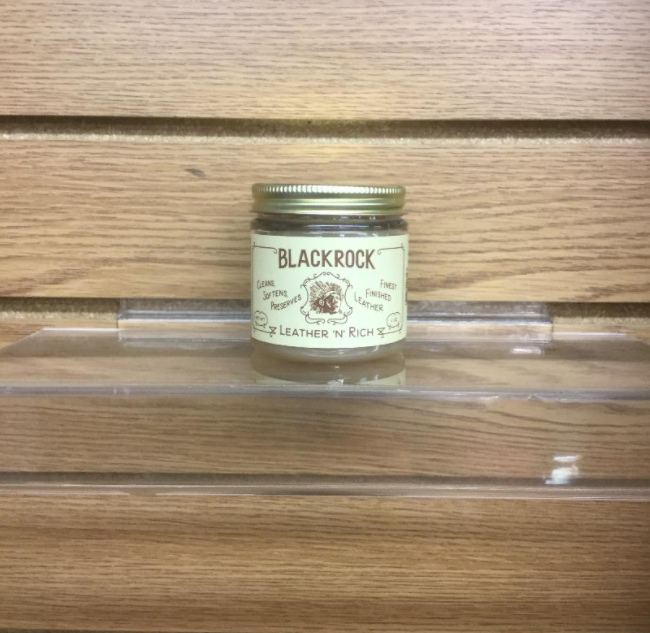 BLACKROCK
CLEANS,
SOFTENS,
PRESERVES
FINEST
FINISHED
LEATHER
LEATHER 'N' RICH